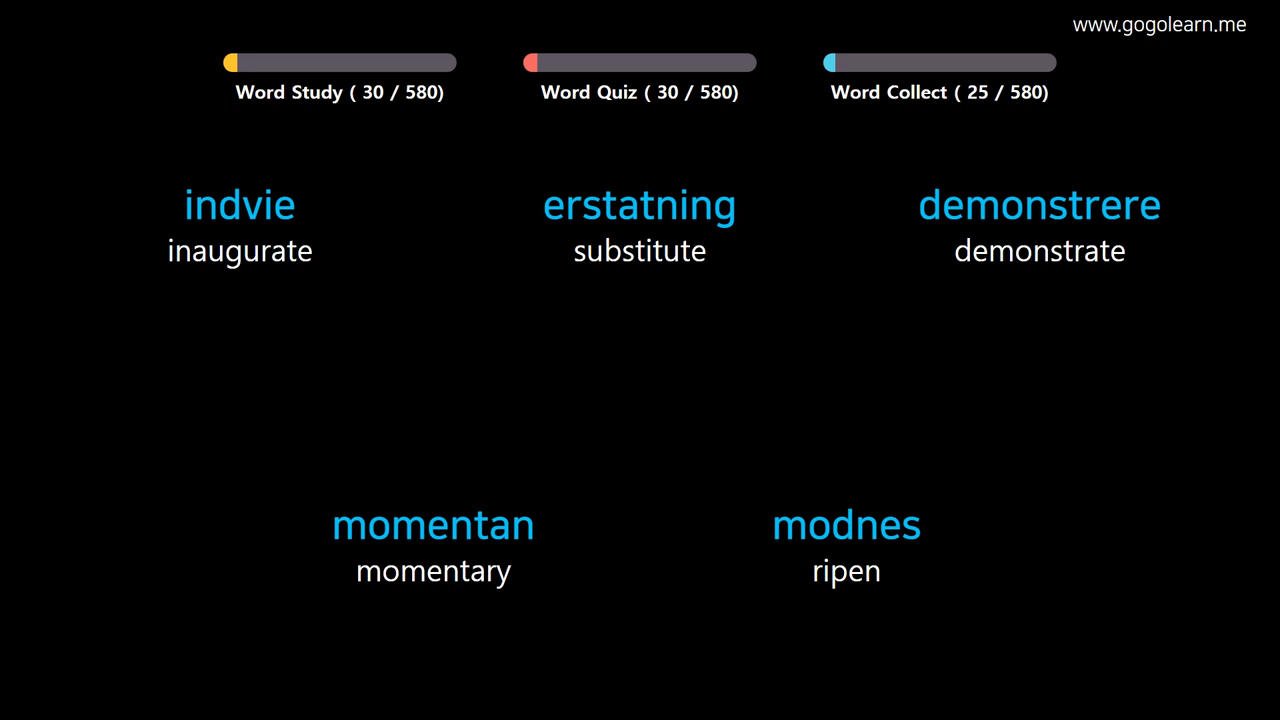 www.gogolearn.me
Word Study ( 30 / 580)
Word Quiz ( 30 / 580)
Word Collect ( 25 / 580)
indvie
inaugurate
erstatning
substitute
demonstrere
demonstrate
momentan
momentary
modnes
ripen